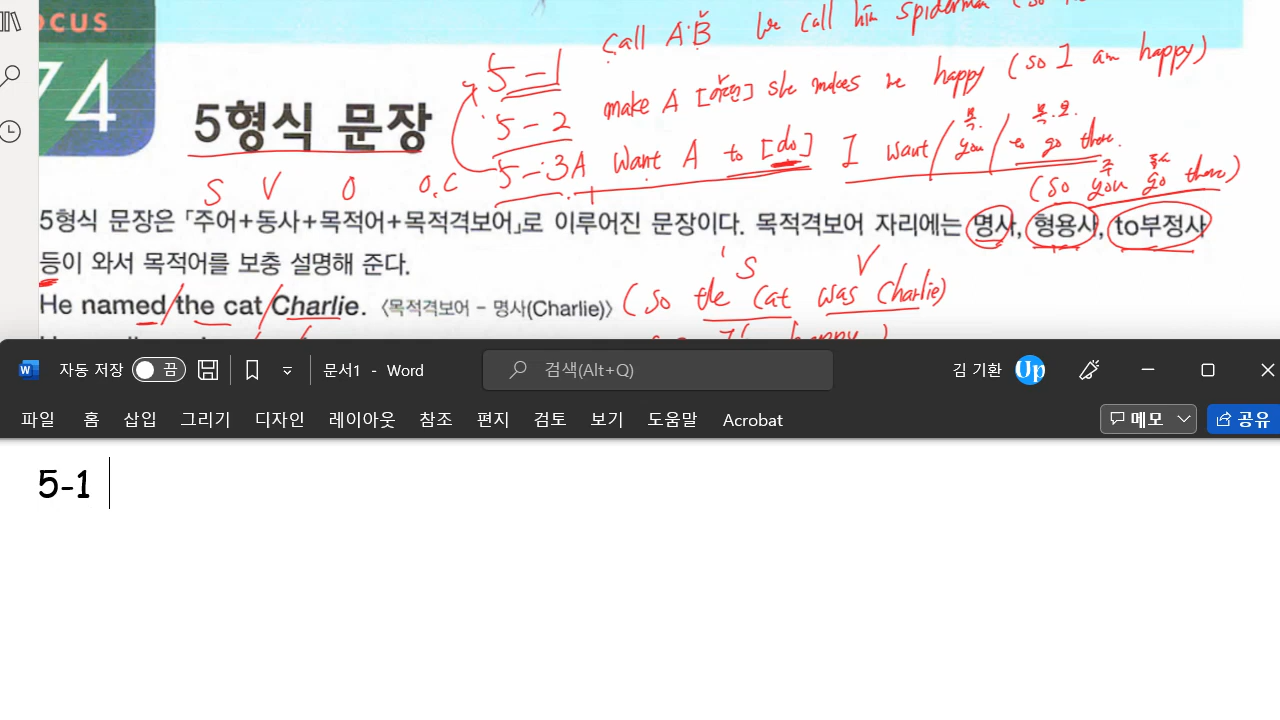 FOCUS
74
5형식 문장
call A B we call him spiderman (so
5-1
5-2 make A [어떤] she makes me happy (so I am happy)
5-3 A want A to [do] I want / you / to go there.
목. 목.보.
S V O O.C (so you go there)
주 동사
5형식 문장은 「주어+동사+목적어+목적격보어」로 이루어진 문장이다. 목적격보어 자리에는 명사, 형용사, to부정사
등이 와서 목적어를 보충 설명해 준다.
S V
He named/the cat/Charlie. 〈목적격보어 - 명사(Charlie)〉 (so the cat was Charlie)
happy)
자동 저장 끔 문서1 - Word 검색(Alt+Q) 김 기환 Up
파일 홈 삽입 그리기 디자인 레이아웃 참조 편지 검토 보기 도움말 Acrobat 메모 공유
5-1